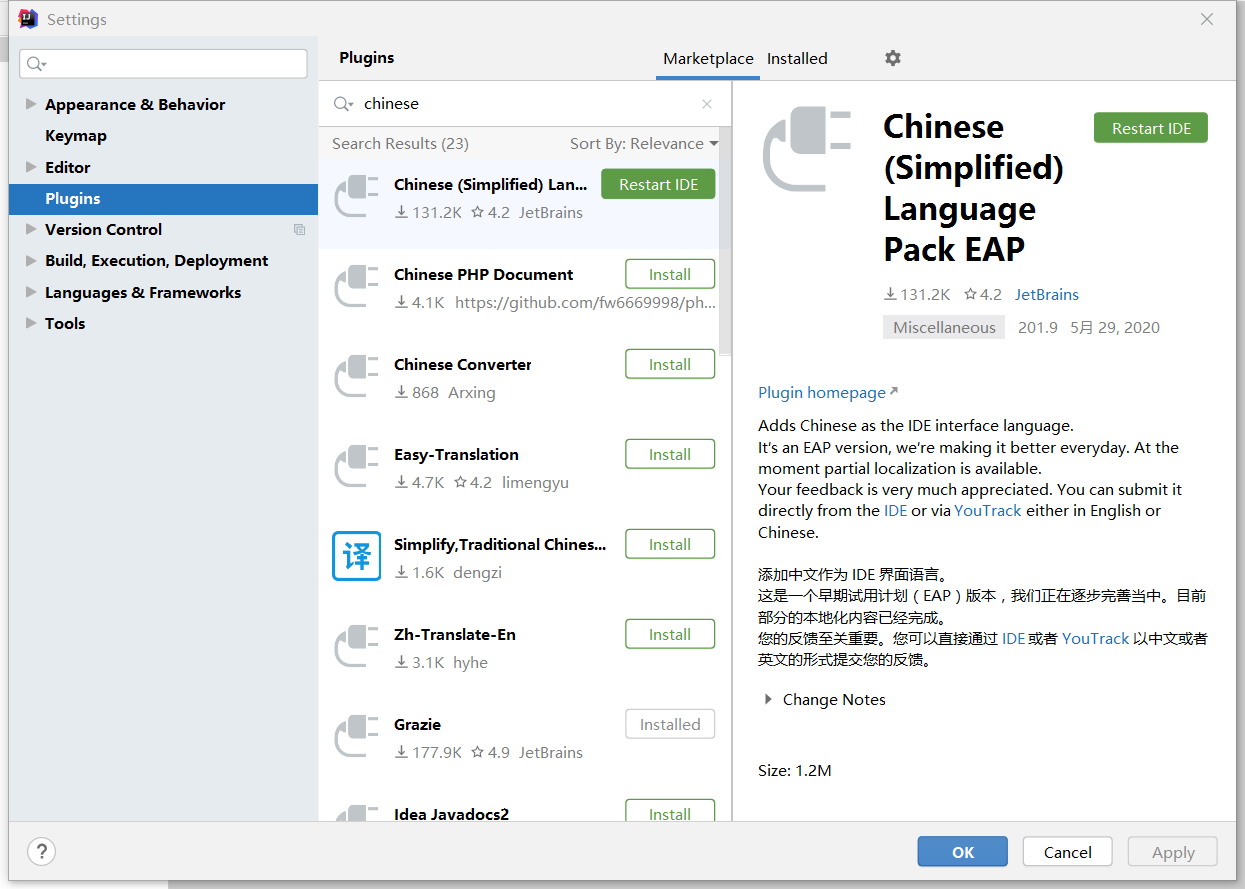 Settings
Plugins
Marketplace
Installed
Appearance & Behavior
Keymap
Editor
Plugins
Version Control
Build, Execution, Deployment
Languages & Frameworks
Tools
chinese
Search Results (23)
Sort By: Relevance
Chinese (Simplified) Lan...
Restart IDE
131.2K
4.2
JetBrains
Chinese PHP Document
Install
4.1K
https://github.com/fw6669998/ph...
Chinese Converter
Install
868
Arxing
Easy-Translation
Install
4.7K
4.2
limengyu
译
Simplify,Traditional Chines...
Install
1.6K
dengzi
Zh-Translate-En
Install
3.1K
hyhe
Grazie
Installed
177.9K
4.9
JetBrains
Idea Javadocs2
Install
Chinese
(Simplified)
Language
Pack EAP
Restart IDE
131.2K
4.2
JetBrains
Miscellaneous
201.9
5月 29, 2020
Plugin homepage
Adds Chinese as the IDE interface language.
It's an EAP version, we're making it better everyday. At the
moment partial localization is available.
Your feedback is very much appreciated. You can submit it
directly from the IDE or via YouTrack either in English or
Chinese.
添加中文作为 IDE 界面语言。
这是一个早期试用计划（EAP）版本，我们正在逐步完善当中。目前
部分的本地化内容已经完成。
您的反馈至关重要。您可以直接通过 IDE 或者 YouTrack 以中文或者
英文的形式提交您的反馈。
Change Notes
Size: 1.2M
?
OK
Cancel
Apply